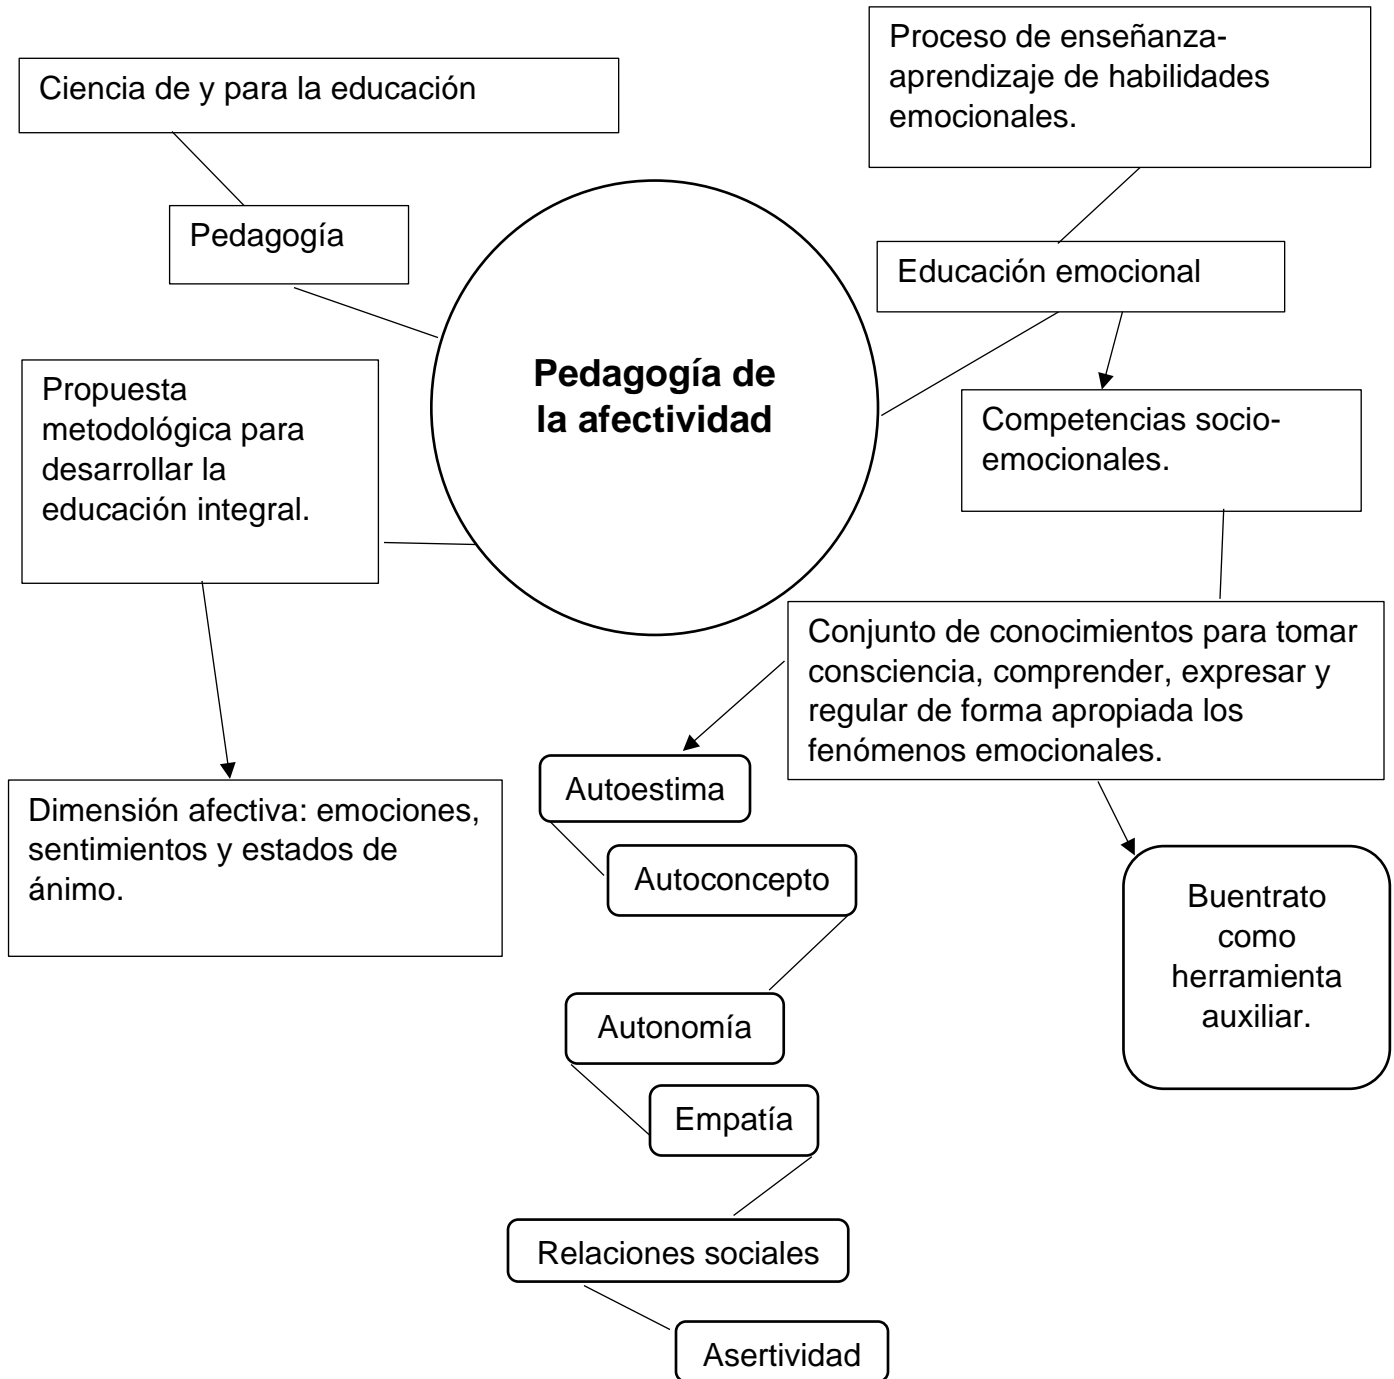 Proceso de enseñanza-
aprendizaje de habilidades
emocionales.
Ciencia de y para la educación
Pedagogía
Educación emocional
Pedagogía de
la afectividad
Propuesta
metodológica para
desarrollar la
educación integral.
Competencias socio-
emocionales.
Conjunto de conocimientos para tomar
consciencia, comprender, expresar y
regular de forma apropiada los
fenómenos emocionales.
Dimensión afectiva: emociones,
sentimientos y estados de
ánimo.
Autoestima
Autoconcepto
Autonomía
Empatía
Relaciones sociales
Asertividad
Buentrato
como
herramienta
auxiliar.